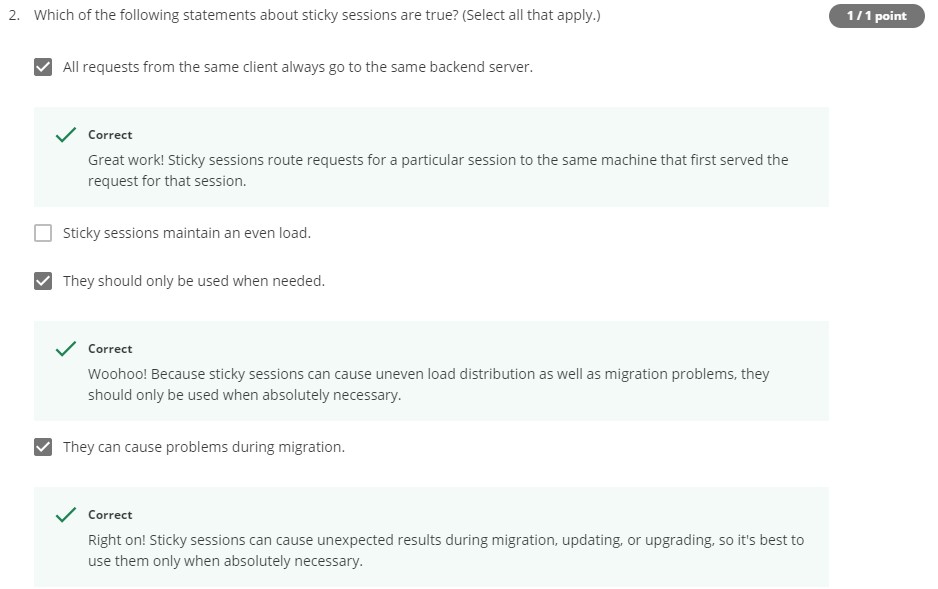 2. Which of the following statements about sticky sessions are true? (Select all that apply.)
1 / 1 point
All requests from the same client always go to the same backend server.
Correct
Great work! Sticky sessions route requests for a particular session to the same machine that first served the
request for that session.
Sticky sessions maintain an even load.
They should only be used when needed.
Correct
Woohoo! Because sticky sessions can cause uneven load distribution as well as migration problems, they
should only be used when absolutely necessary.
They can cause problems during migration.
Correct
Right on! Sticky sessions can cause unexpected results during migration, updating, or upgrading, so it's best to
use them only when absolutely necessary.